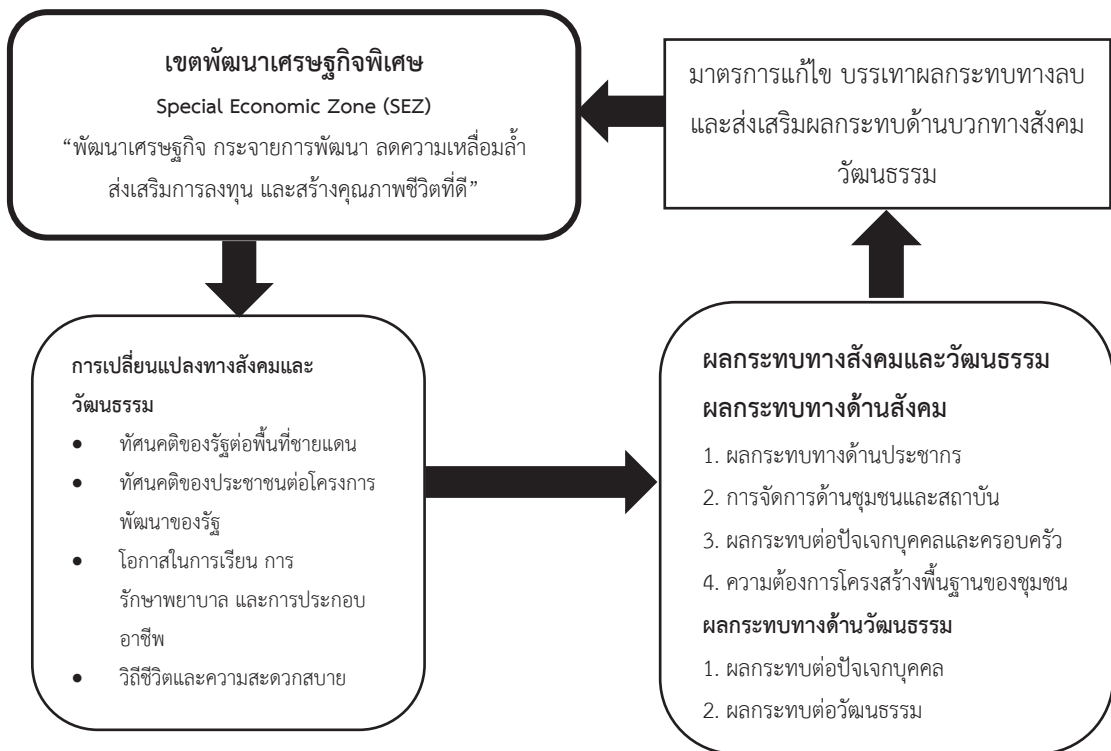 เขตพัฒนาเศรษฐกิจพิเศษ
Special Economic Zone (SEZ)
“พัฒนาเศรษฐกิจ กระจายการพัฒนา ลดความเหลื่อมล้ำ
ส่งเสริมการลงทุน และสร้างคุณภาพชีวิตที่ดี”
มาตรการแก้ไข บรรเทาผลกระทบทางลบ
และส่งเสริมผลกระทบด้านบวกทางสังคม
วัฒนธรรม
การเปลี่ยนแปลงทางสังคมและ
วัฒนธรรม
• ทัศนคติของรัฐต่อพื้นที่ชายแดน
• ทัศนคติของประชาชนต่อโครงการ
พัฒนาของรัฐ
• โอกาสในการเรียน การ
รักษาพยาบาล และการประกอบ
อาชีพ
• วิถีชีวิตและความสะดวกสบาย
ผลกระทบทางสังคมและวัฒนธรรม
ผลกระทบทางด้านสังคม
1. ผลกระทบทางด้านประชากร
2. การจัดการด้านชุมชนและสถาบัน
3. ผลกระทบต่อปัจเจกบุคคลและครอบครัว
4. ความต้องการโครงสร้างพื้นฐานของชุมชน
ผลกระทบทางด้านวัฒนธรรม
1. ผลกระทบต่อปัจเจกบุคคล
2. ผลกระทบต่อวัฒนธรรม